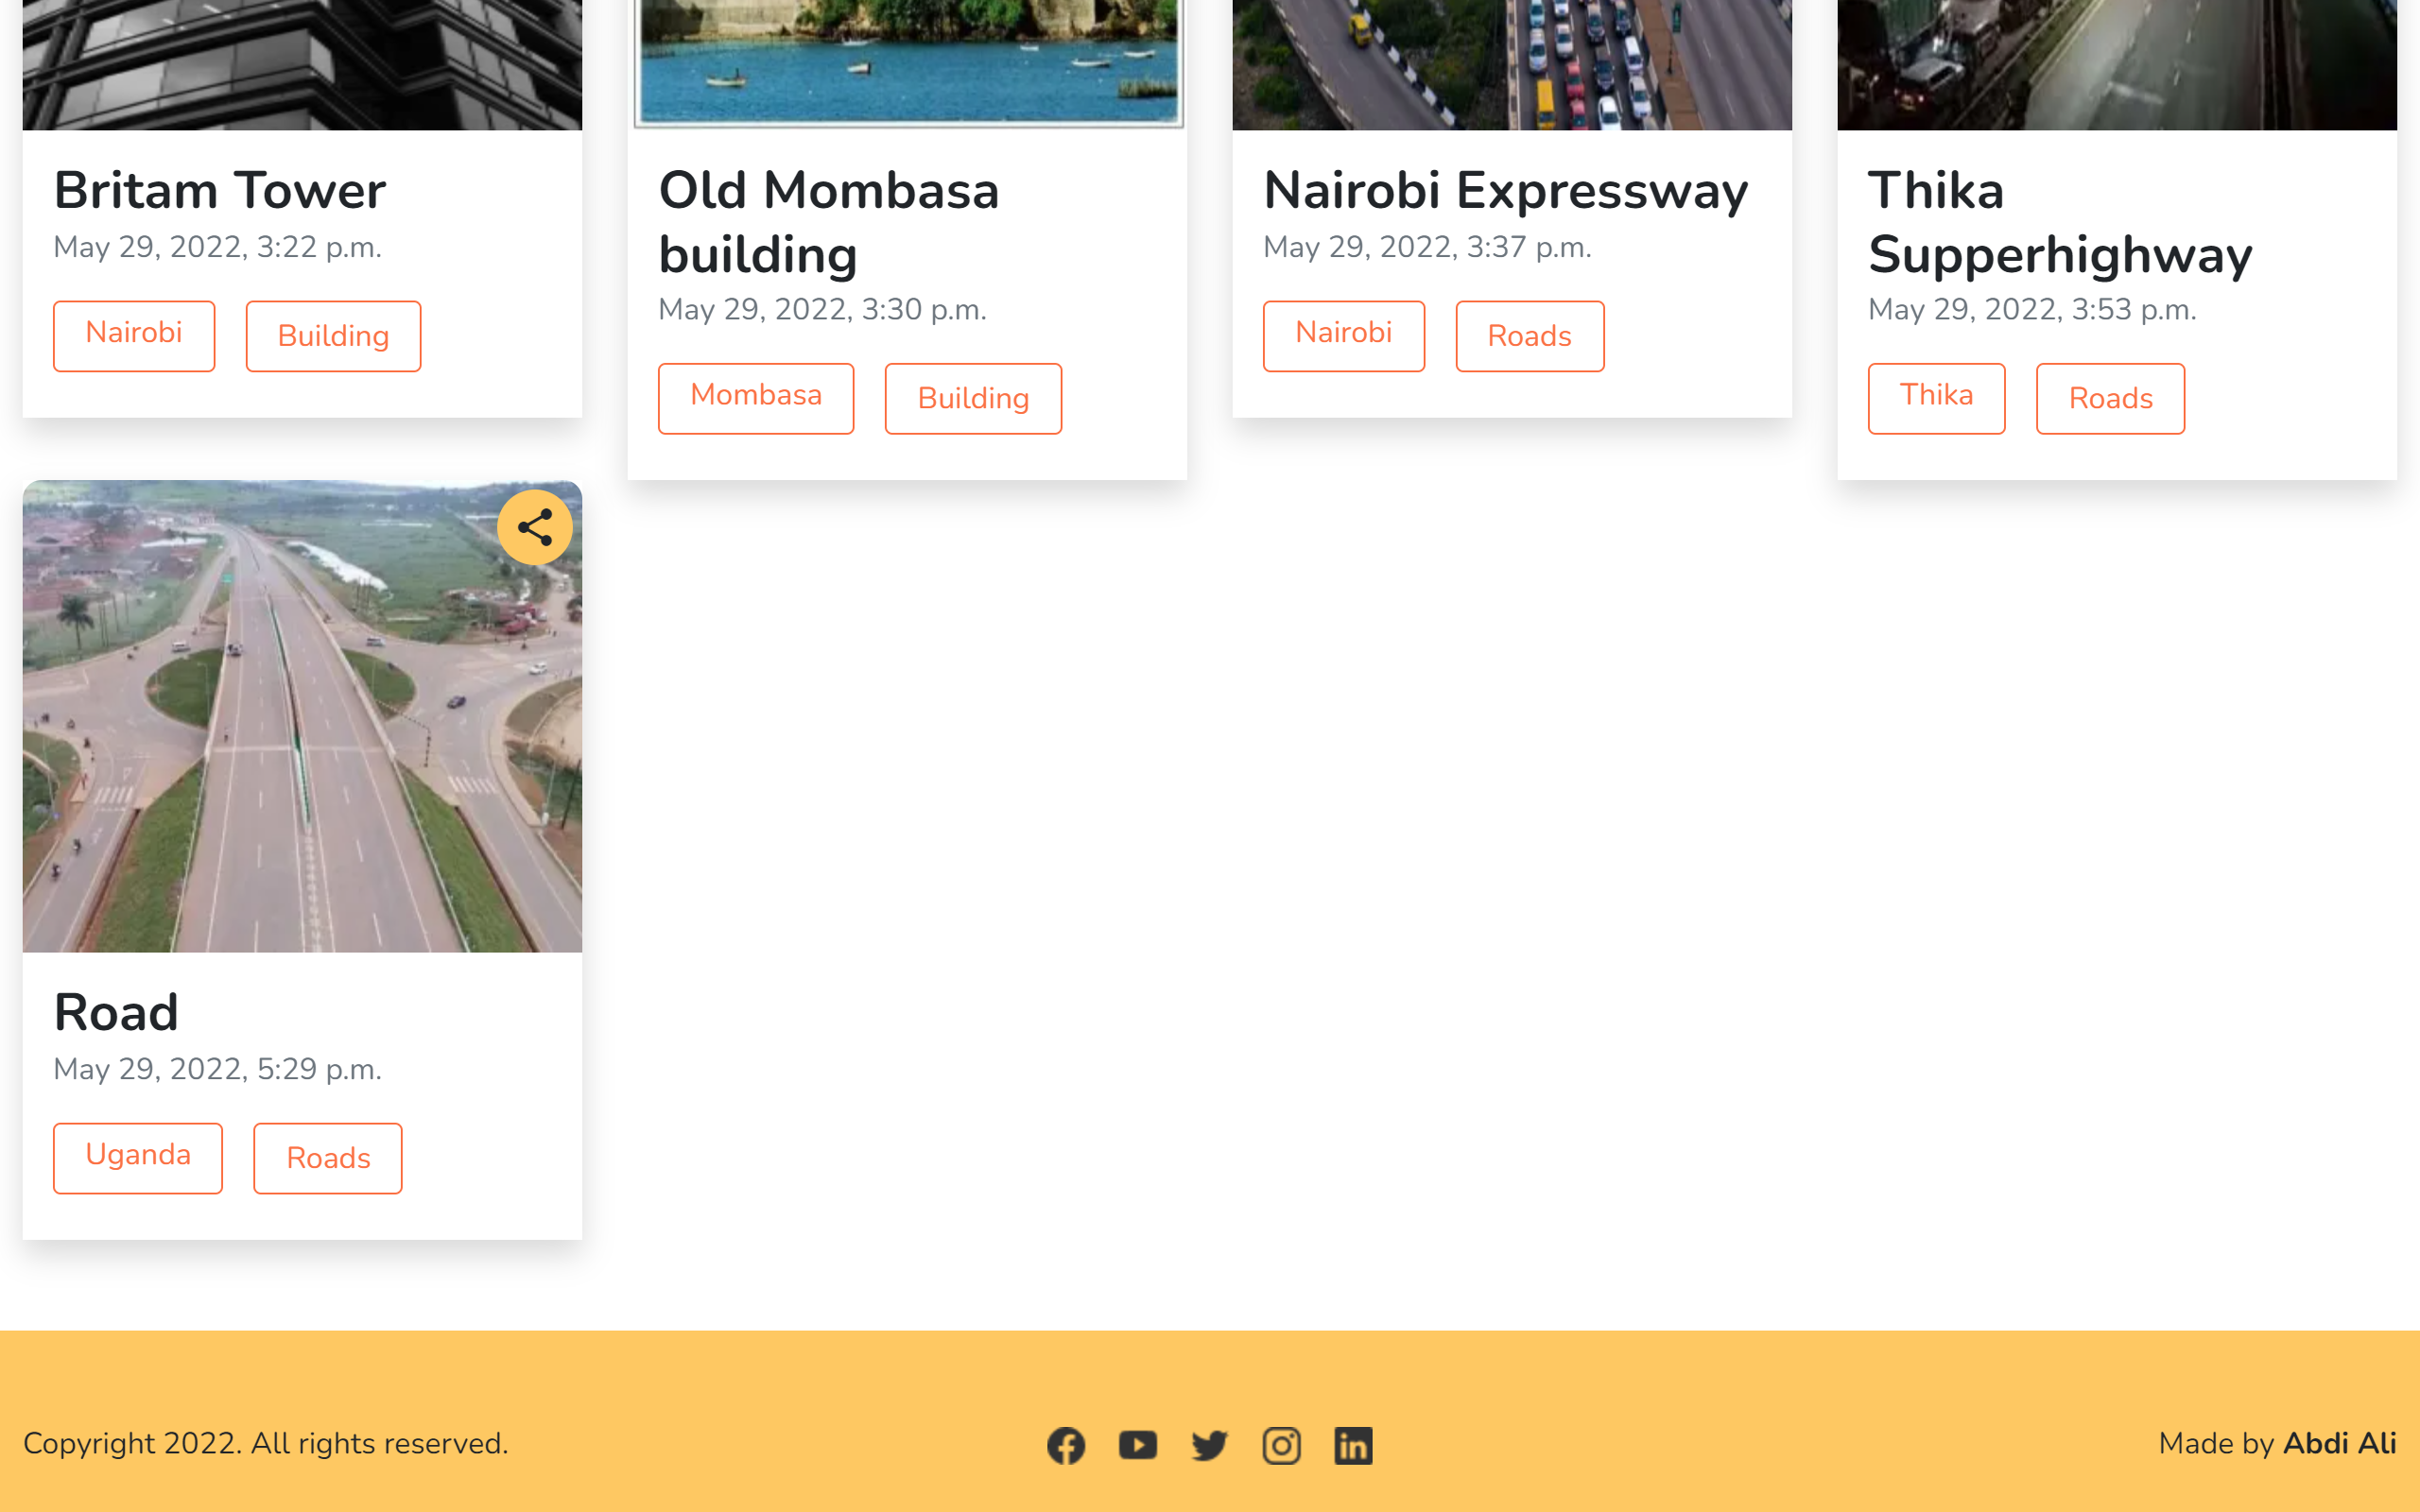 Britam Tower
May 29, 2022, 3:22 p.m.
Nairobi
Building
Old Mombasa
building
May 29, 2022, 3:30 p.m.
Mombasa
Building
Nairobi Expressway
May 29, 2022, 3:37 p.m.
Nairobi
Roads
Thika
Supperhighway
May 29, 2022, 3:53 p.m.
Thika
Roads
Road
May 29, 2022, 5:29 p.m.
Uganda
Roads
Copyright 2022. All rights reserved.
Made by Abdi Ali